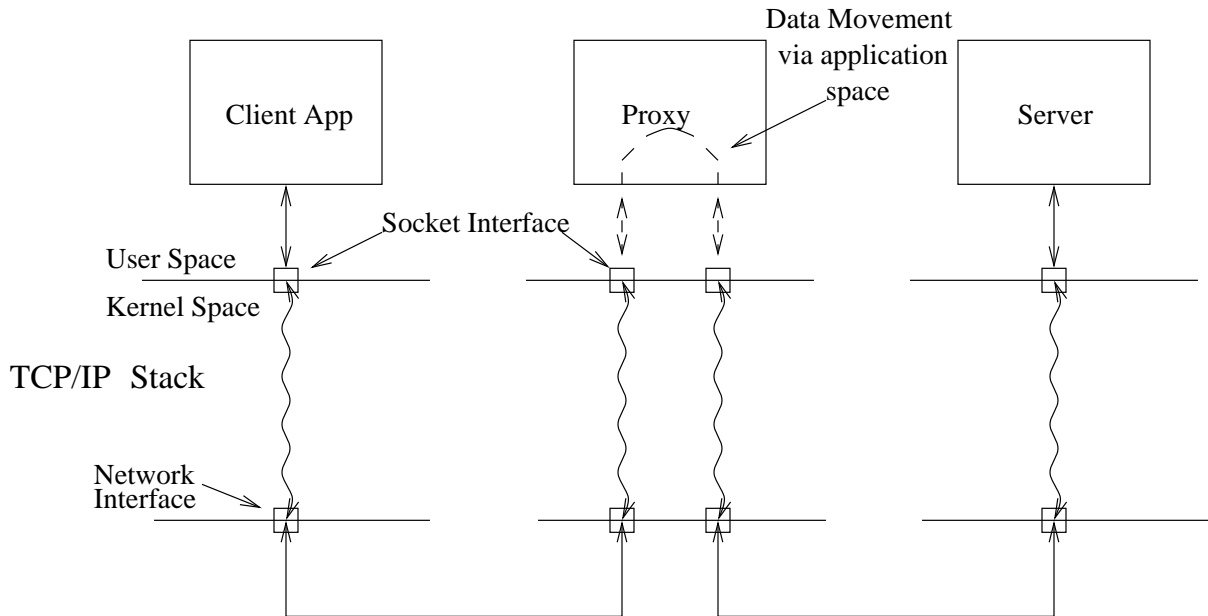 Data Movement
via application
space
Client App
Proxy
Server
Socket Interface
User Space
Kernel Space
TCP/IP Stack
Network
Interface